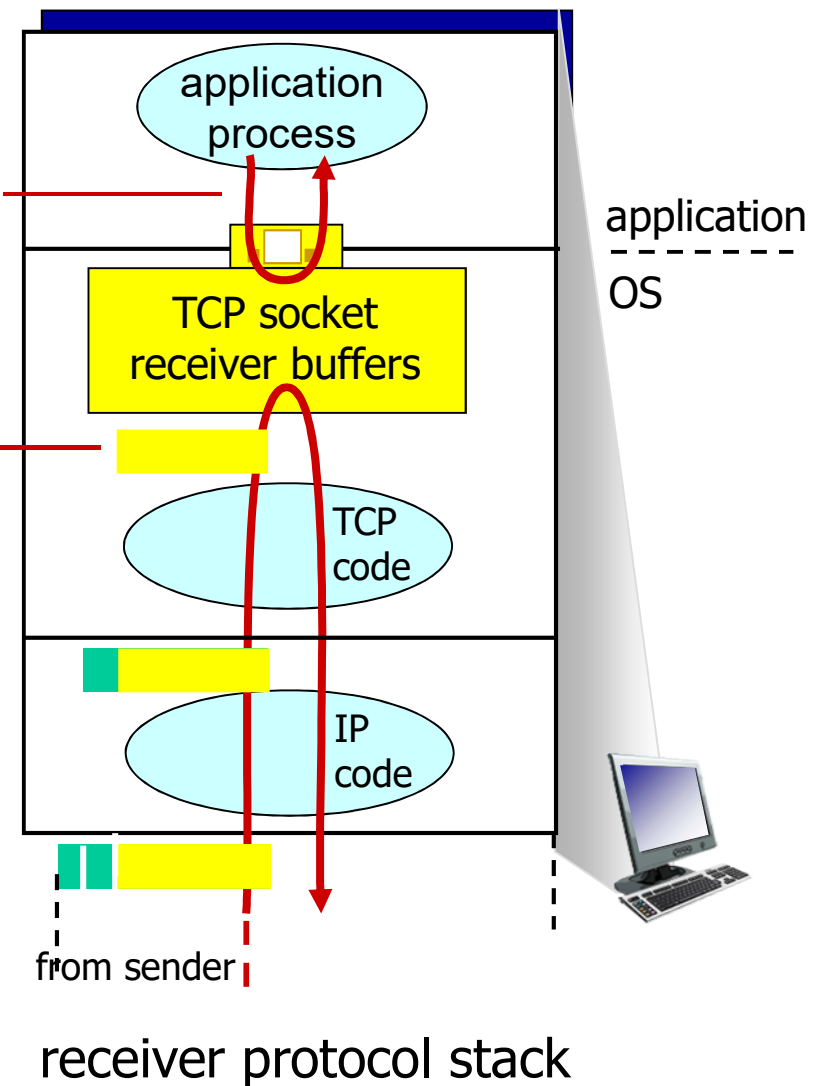 application
process
application
OS
TCP socket
receiver buffers
TCP
code
IP
code
from sender
receiver protocol stack